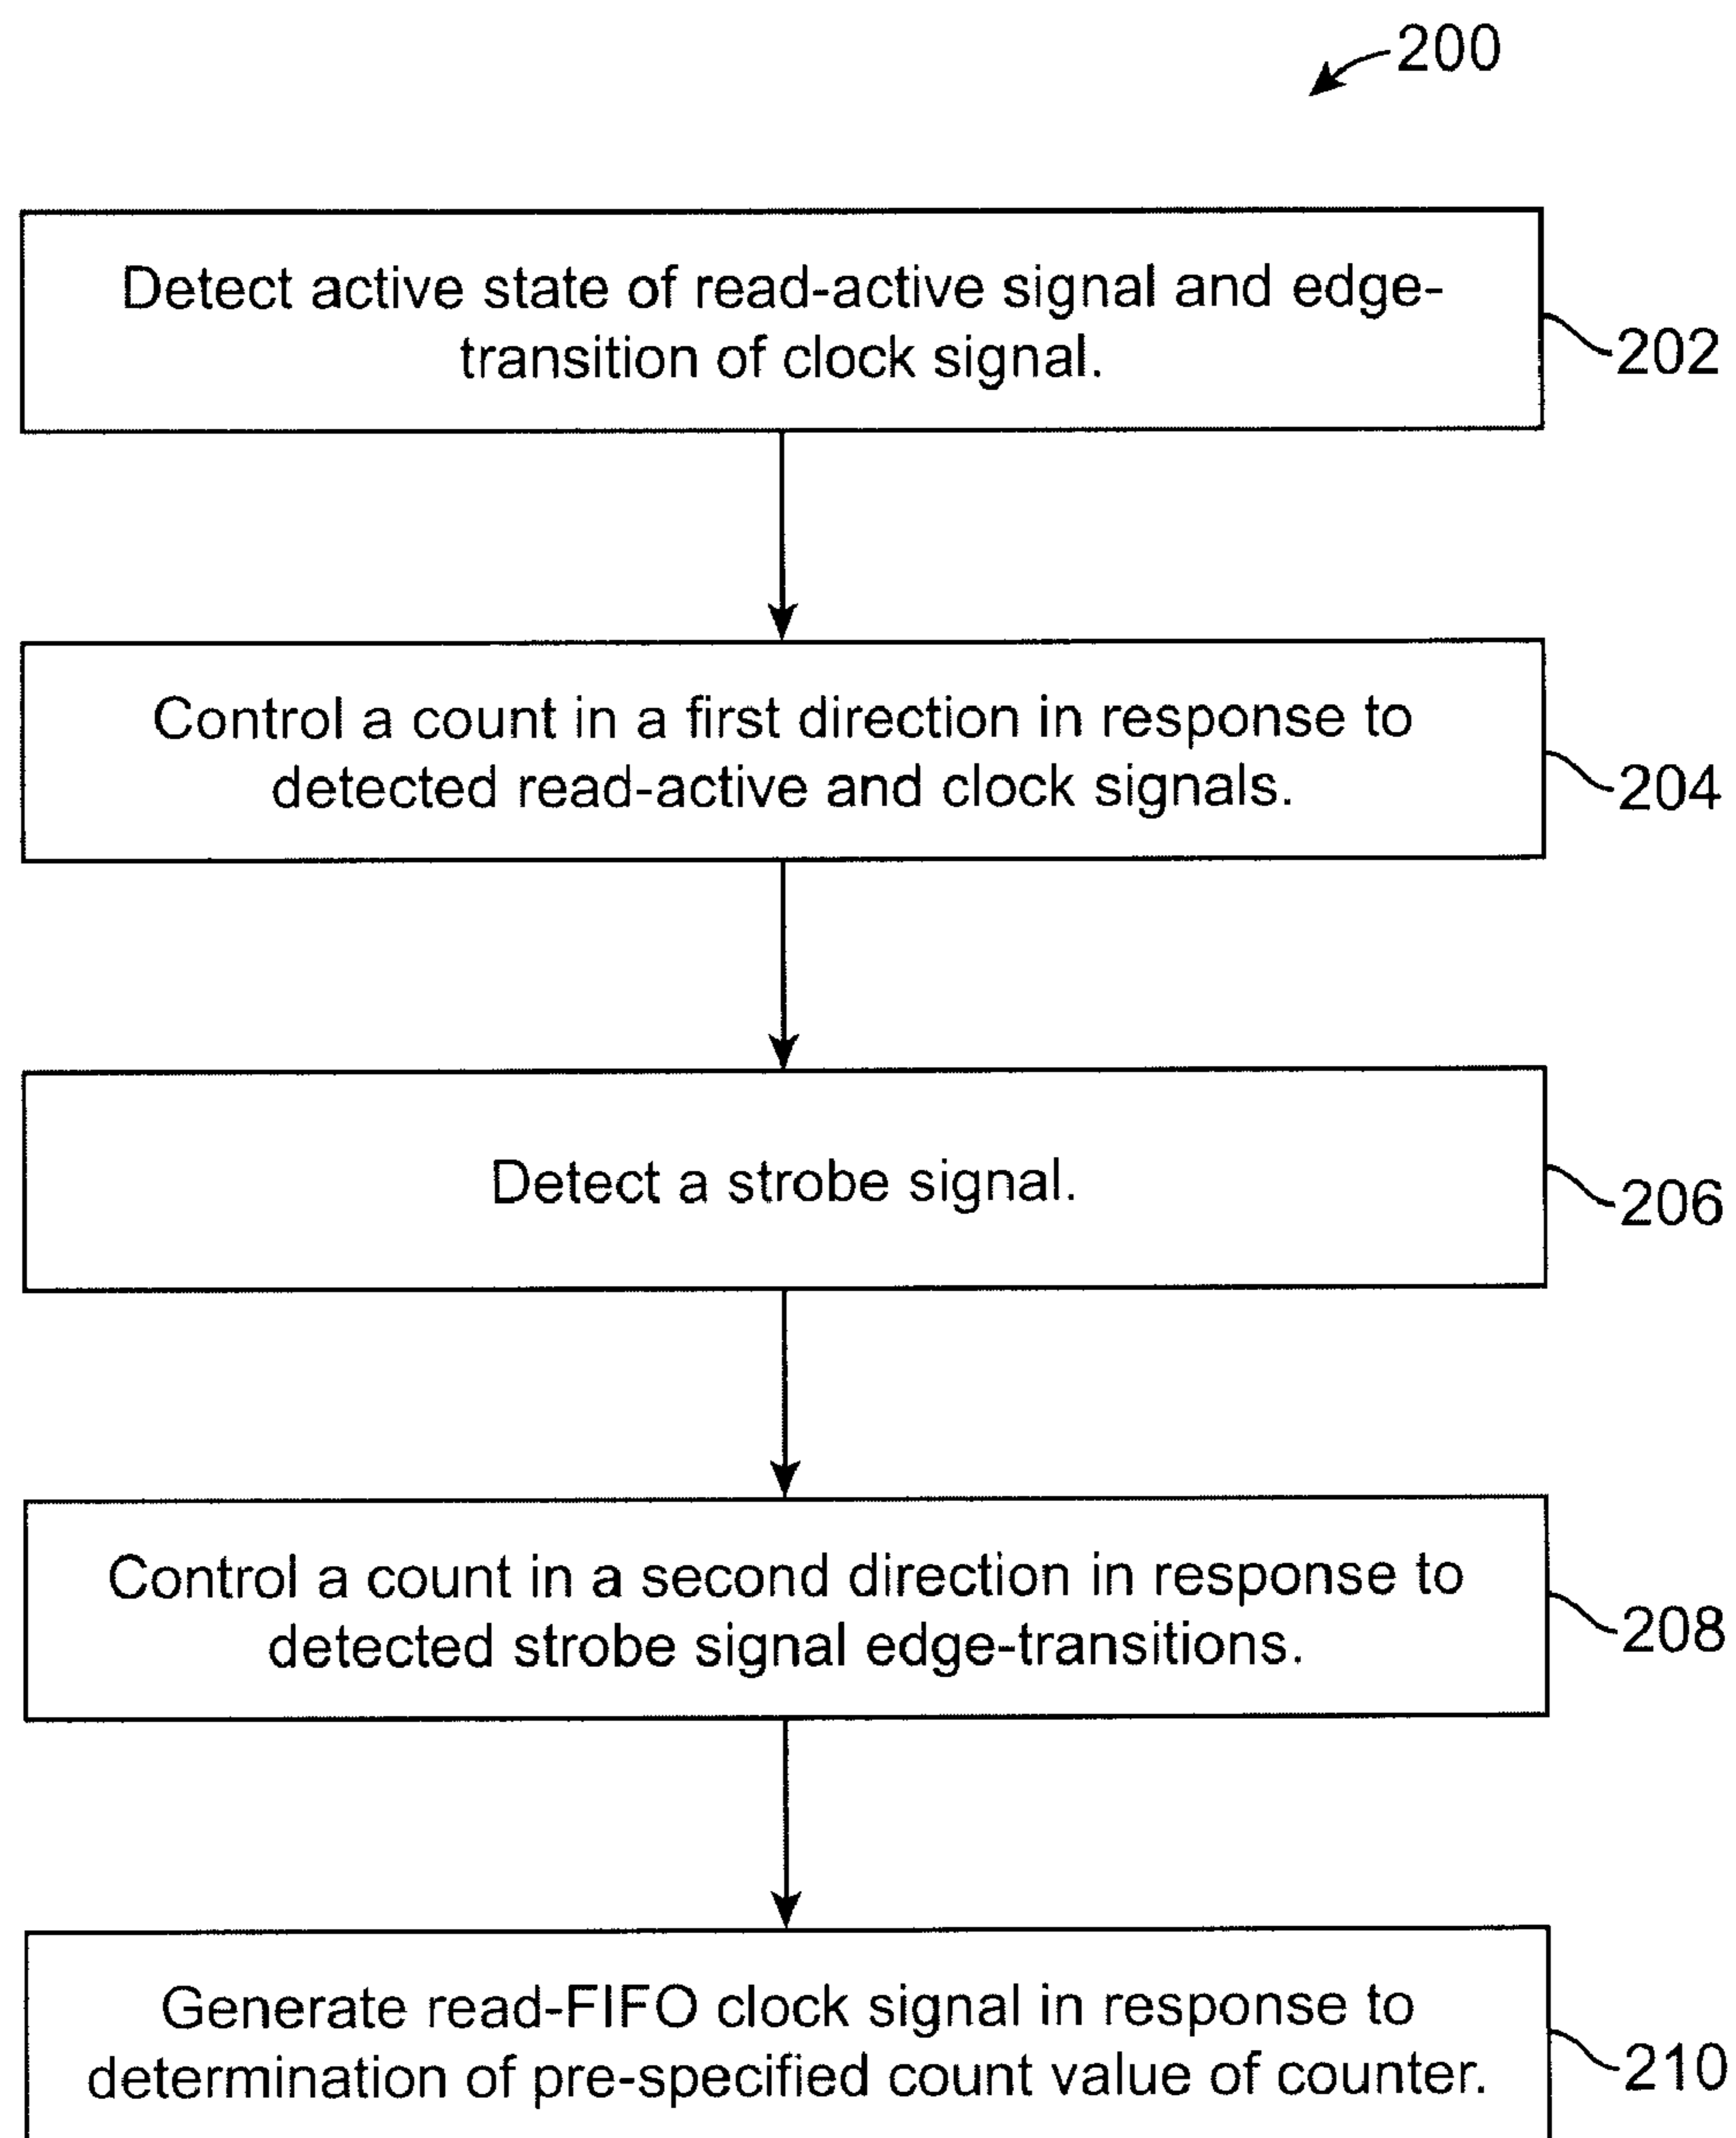 200
Detect active state of read-active signal and edge-
transition of clock signal.
202
Control a count in a first direction in response to
detected read-active and clock signals.
204
Detect a strobe signal.
206
Control a count in a second direction in response to
detected strobe signal edge-transitions.
208
Generate read-FIFO clock signal in response to
determination of pre-specified count value of counter.
210